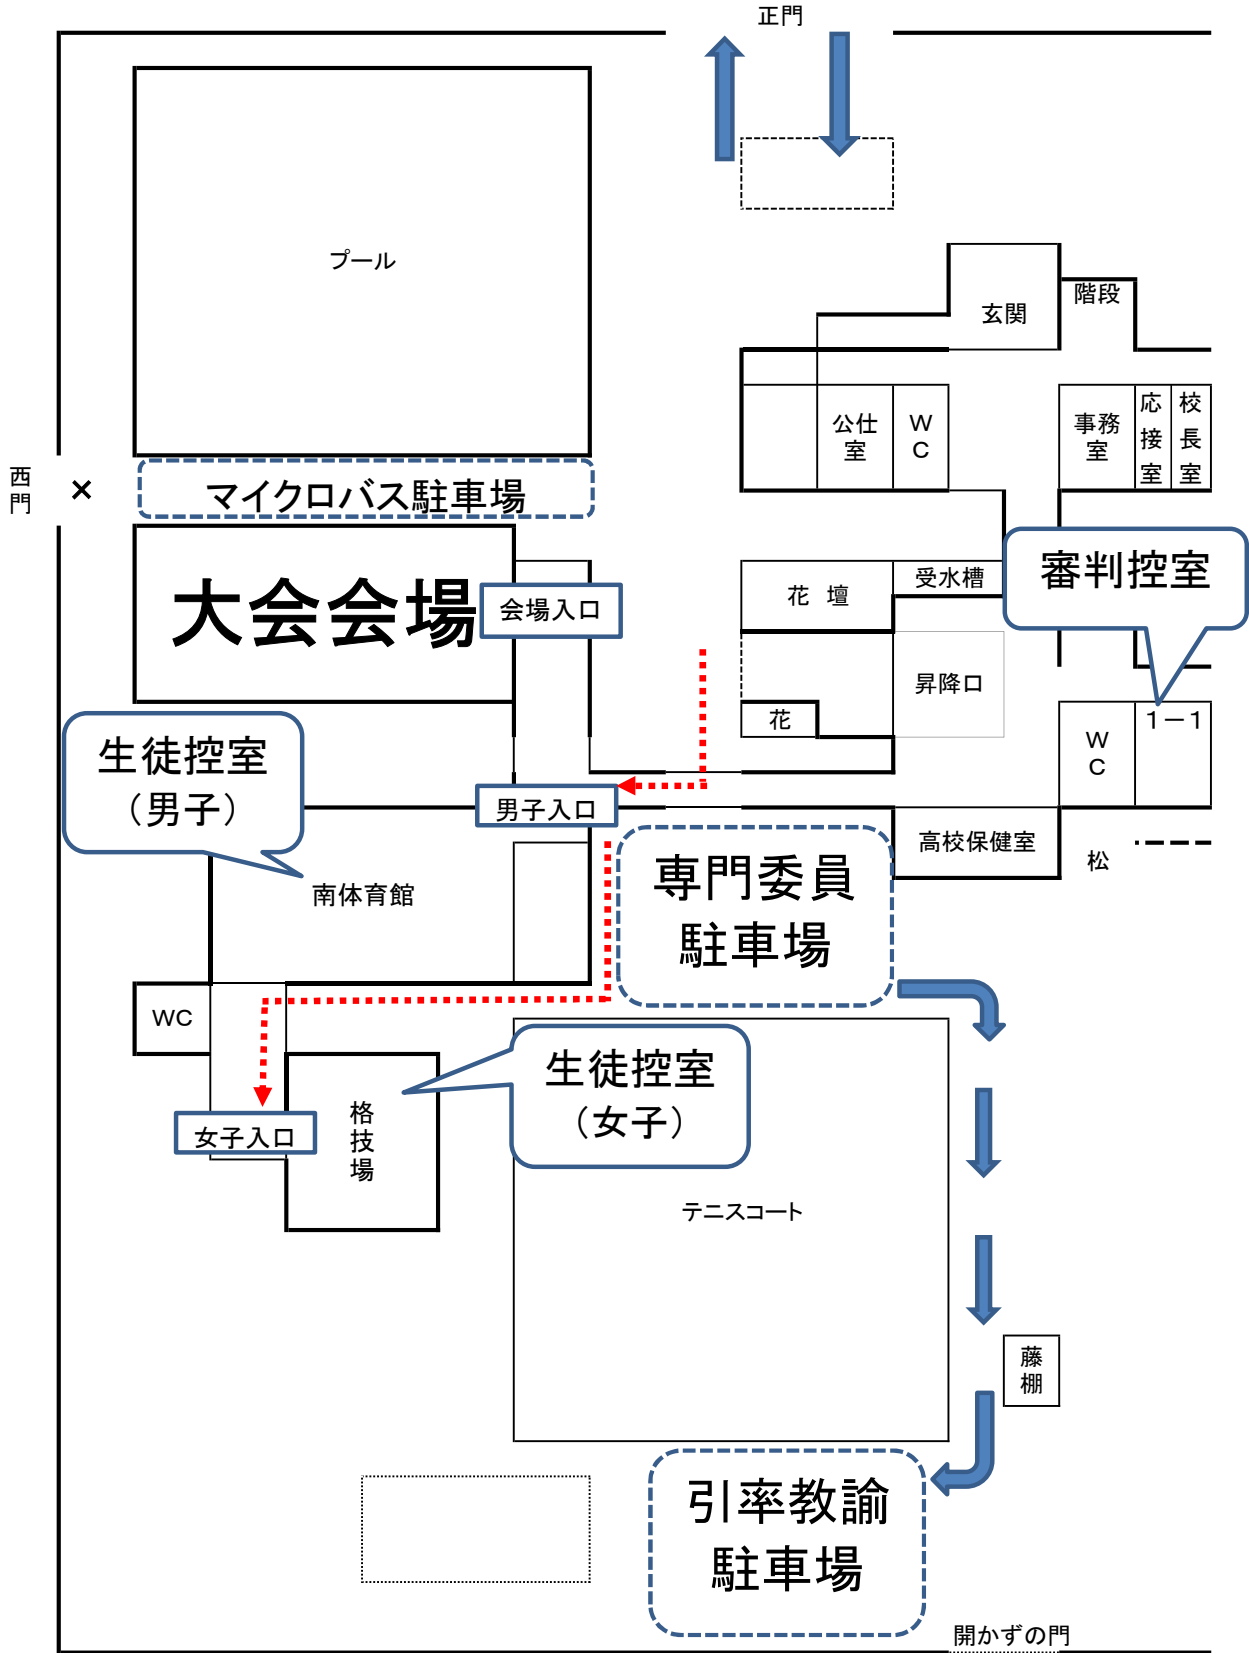 正門
プール
玄関
階段
公仕室
WC
事務室
応接室
校長室
西門
×
マイクロバス駐車場
大会会場
会場入口
花　壇
受水槽
審判控室
昇降口
花
WC
1－1
生徒控室
（男子）
男子入口
高校保健室
松
専門委員
駐車場
南体育館
WC
生徒控室
（女子）
格技場
女子入口
テニスコート
藤棚
引率教諭
駐車場
開かずの門